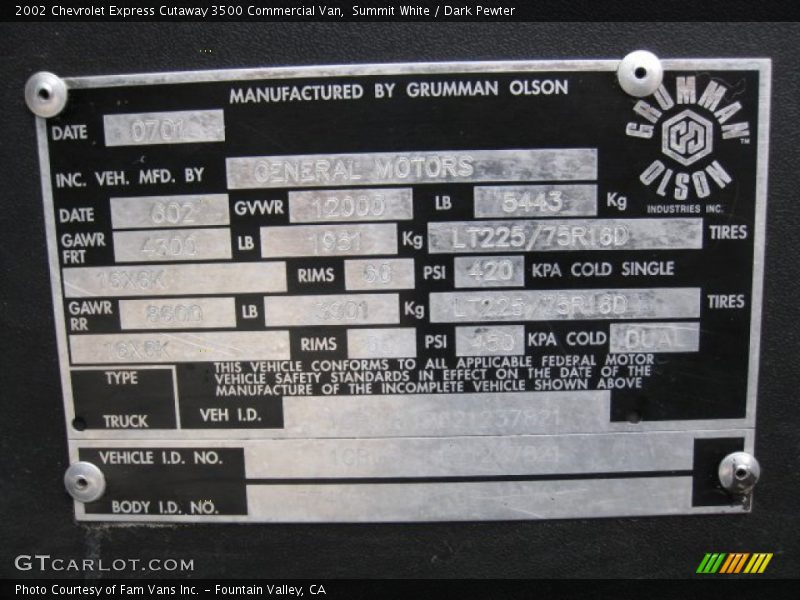 2002 Chevrolet Express Cutaway 3500 Commercial Van, Summit White / Dark Pewter
MANUFACTURED BY GRUMMAN OLSON
GRUMMAN OLSON
INDUSTRIES INC.
DATE 0701
INC. VEH. MFD. BY GENERAL MOTORS
DATE 602 GVWR 12000 LB 5443 Kg
GAWR FRT 4300 LB 1951 Kg LT225/75R16D TIRES
16X6K RIMS PSI 420 KPA COLD SINGLE
GAWR RR 8600 LB Kg LT225/75R16D TIRES
16X6K RIMS PSI 450 KPA COLD DUAL
THIS VEHICLE CONFORMS TO ALL APPLICABLE FEDERAL MOTOR
VEHICLE SAFETY STANDARDS IN EFFECT ON THE DATE OF THE
MANUFACTURE OF THE INCOMPLETE VEHICLE SHOWN ABOVE
TYPE
TRUCK
VEH I.D.
VEHICLE I.D. NO.
BODY I.D. NO.
GTCARLOT.COM
Photo Courtesy of Fam Vans Inc. – Fountain Valley, CA